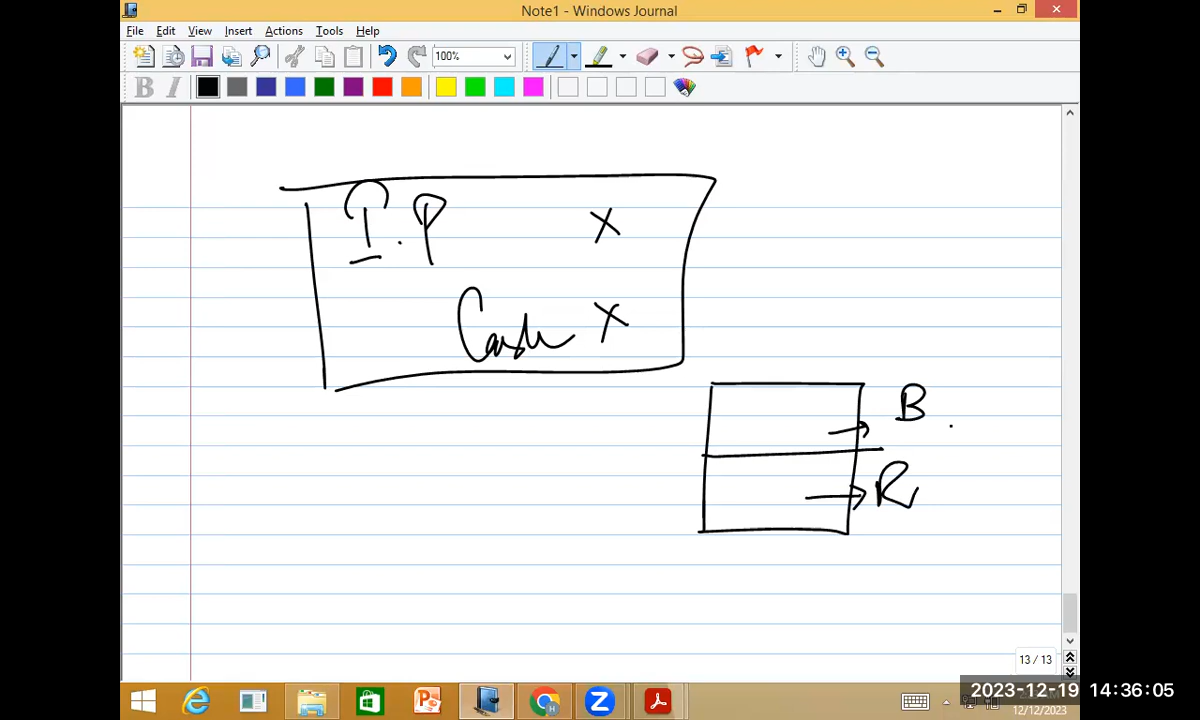 Note1 - Windows Journal
File Edit View Insert Actions Tools Help
100%
B I
I.P X
Cash X
B
R
13 / 13
2023-12-19 14:36:05
12/12/2023